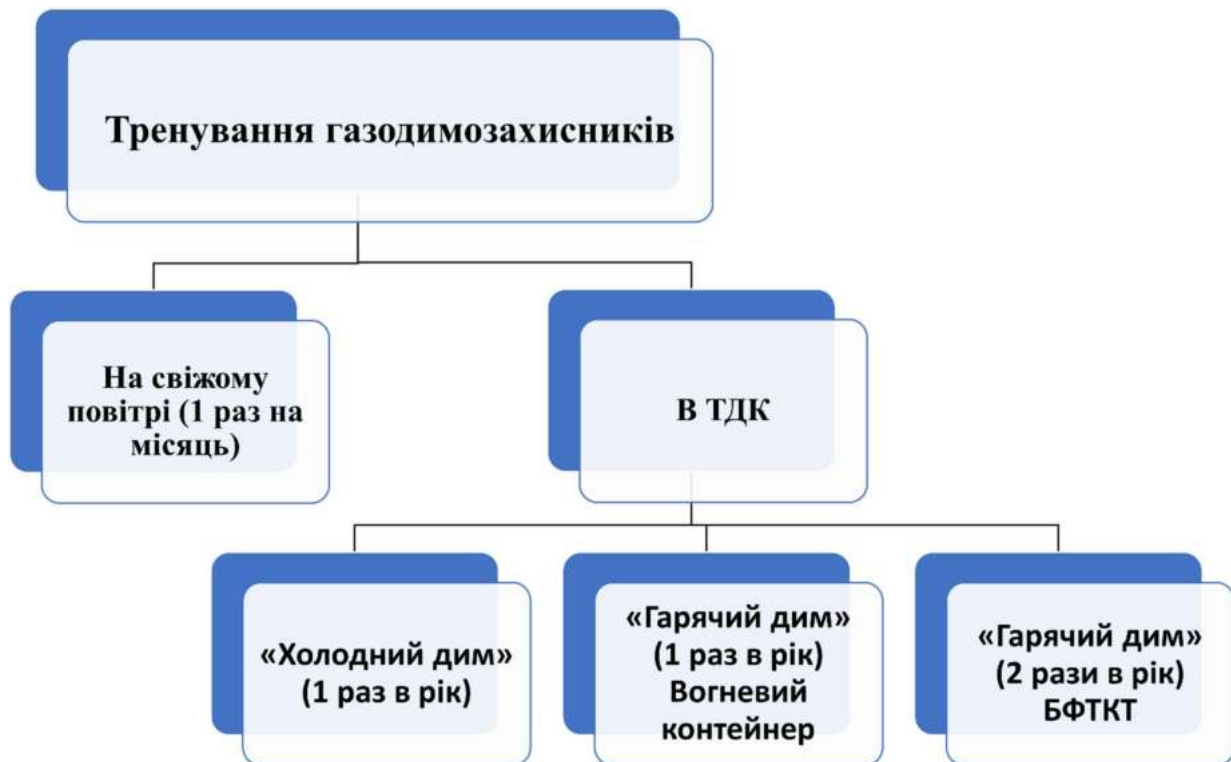 Тренування газодимозахисників
На свіжому
повітрі (1 раз на
місяць)
В ТДК
«Холодний дим»
(1 раз в рік)
«Гарячий дим»
(1 раз в рік)
Вогневий
контейнер
«Гарячий дим»
(2 рази в рік)
БФТКТ